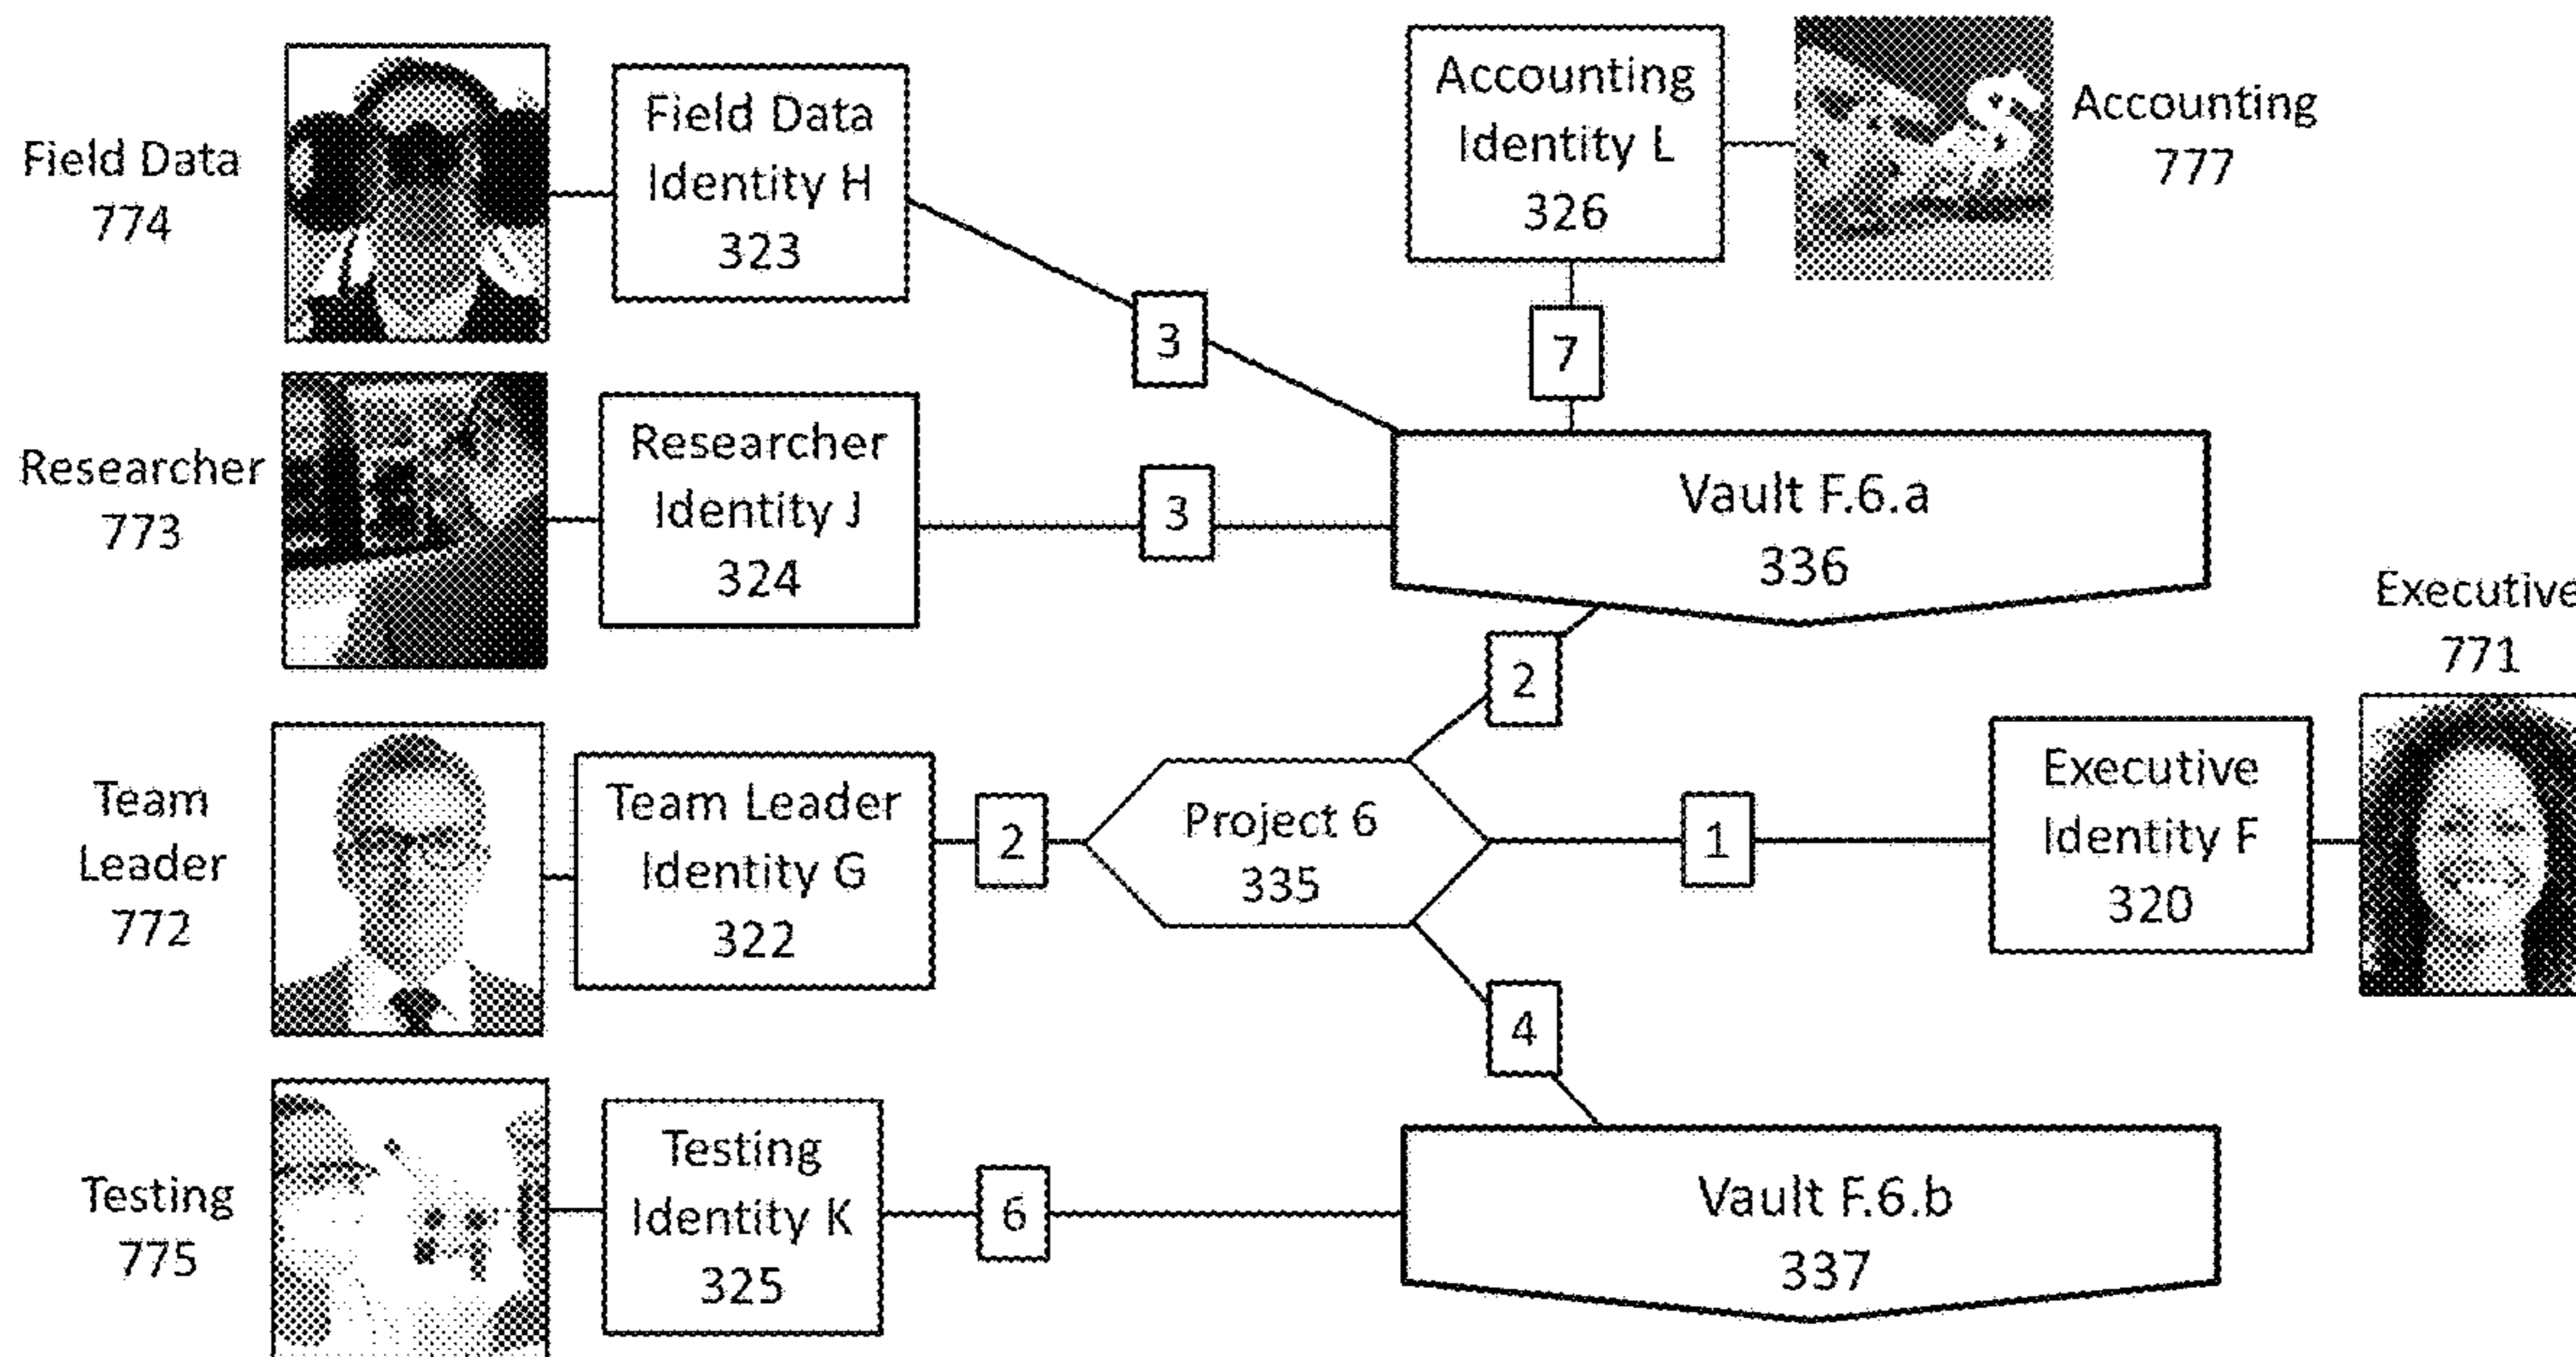 Field Data
774
Field Data
Identity H
323
Accounting
Identity L
326
Accounting
777
3
7
Researcher
773
Researcher
Identity J
324
3
Vault F.6.a
336
2
Executive
771
Team
Leader
772
Team Leader
Identity G
322
2
Project 6
335
1
Executive
Identity F
320
4
Testing
775
Testing
Identity K
325
6
Vault F.6.b
337